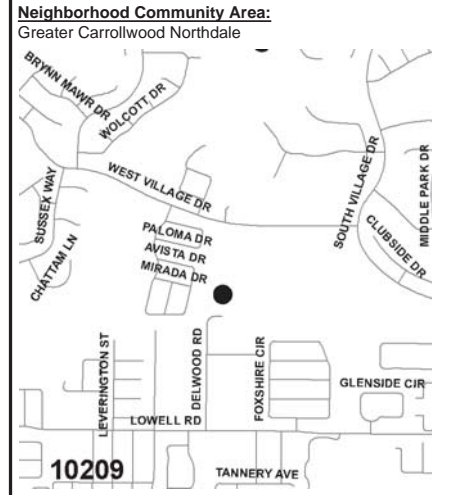 Neighborhood Community Area:
Greater Carrollwood Northdale
BRYNN MAWR DR
WOLCOTT DR
WEST VILLAGE DR
SOUTH VILLAGE DR
MIDDLE PARK DR
SUSSEX WAY
CHATTAM LN
PALOMA DR
AVISTA DR
MIRADA DR
CLUBSIDE DR
LEVERINGTON ST
DELWOOD RD
FOXSHIRE CIR
GLENSIDE CIR
LOWELL RD
10209
TANNERY AVE